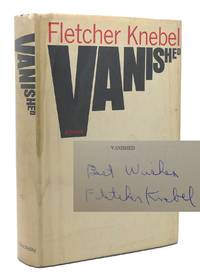 Fletcher Knebel
VANISHED
VANISHED
Best Wishes
Fletcher Knebel